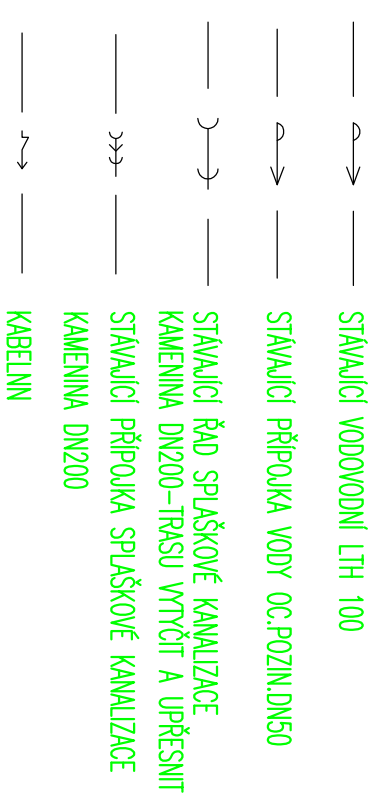 STÁVAJÍCÍ VODOVODNÍ LTH 100
STÁVAJÍCÍ PŘÍPOJKA VODY OC.POZIN.DN50
STÁVAJÍCÍ ŘAD SPLAŠKOVÉ KANALIZACE
KAMENINA DN200-TRASU VYTYČIT A UPŘESNIT
STÁVAJÍCÍ PŘÍPOJKA SPLAŠKOVÉ KANALIZACE
KAMENINA DN200
KABELNN